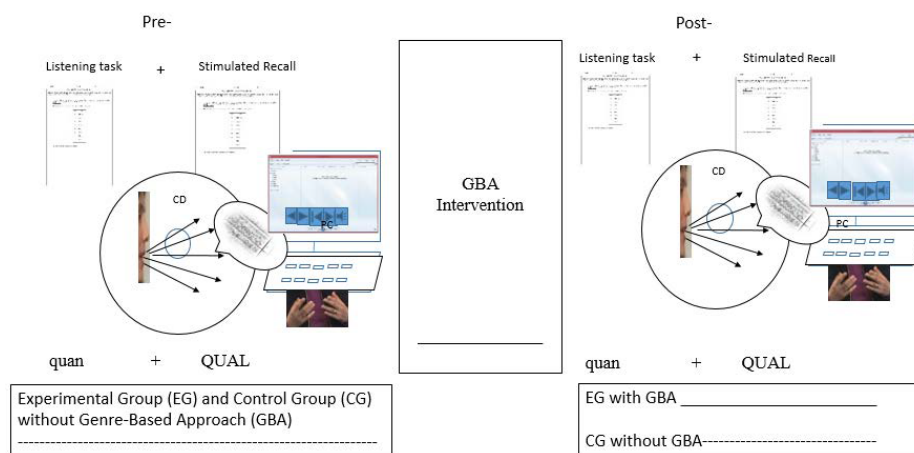 Pre-
Listening task + Stimulated Recall
CD
PC
quan + QUAL
Experimental Group (EG) and Control Group (CG)
without Genre-Based Approach (GBA)
GBA
Intervention
Post-
Listening task + Stimulated Recall
CD
PC
quan + QUAL
EG with GBA
CG without GBA